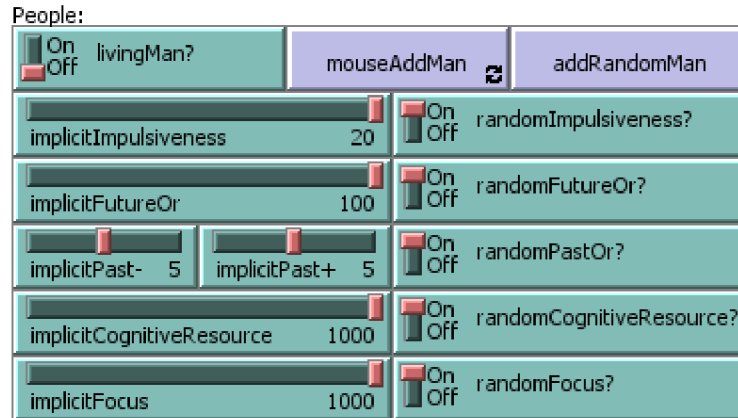 People:
On
Off
livingMan?
mouseAddMan
addRandomMan
implicitImpulsiveness 20
On
Off
randomImpulsiveness?
implicitFutureOr 100
On
Off
randomFutureOr?
implicitPast- 5
implicitPast+ 5
On
Off
randomPastOr?
implicitCognitiveResource 1000
On
Off
randomCognitiveResource?
implicitFocus 1000
On
Off
randomFocus?